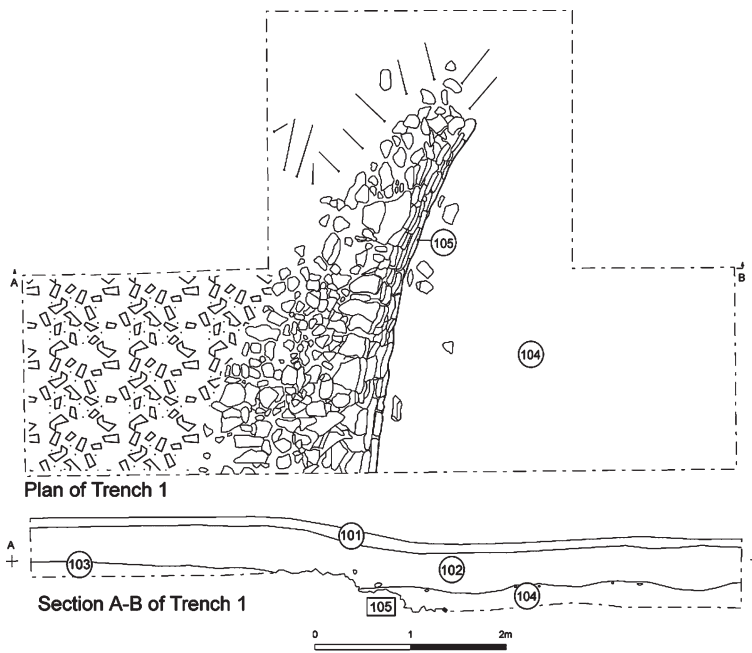 105
A
B
104
Plan of Trench 1
A
101
103
102
104
105
Section A-B of Trench 1
0 1 2m